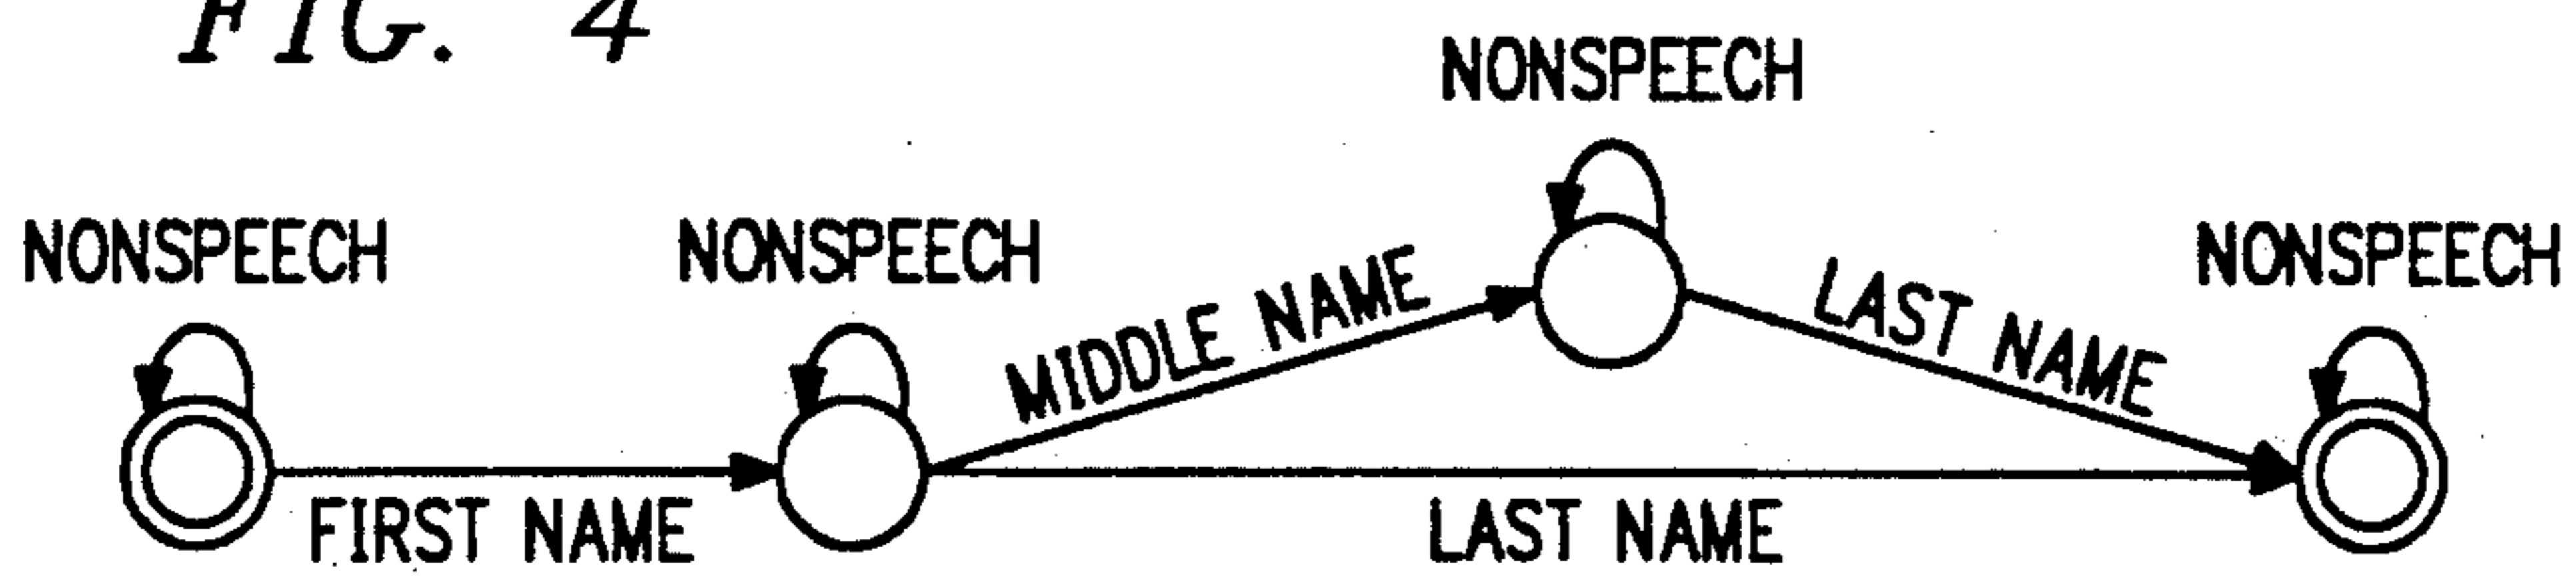 FIG. 4
NONSPEECH
NONSPEECH
NONSPEECH
NONSPEECH
MIDDLE NAME
LAST NAME
FIRST NAME
LAST NAME